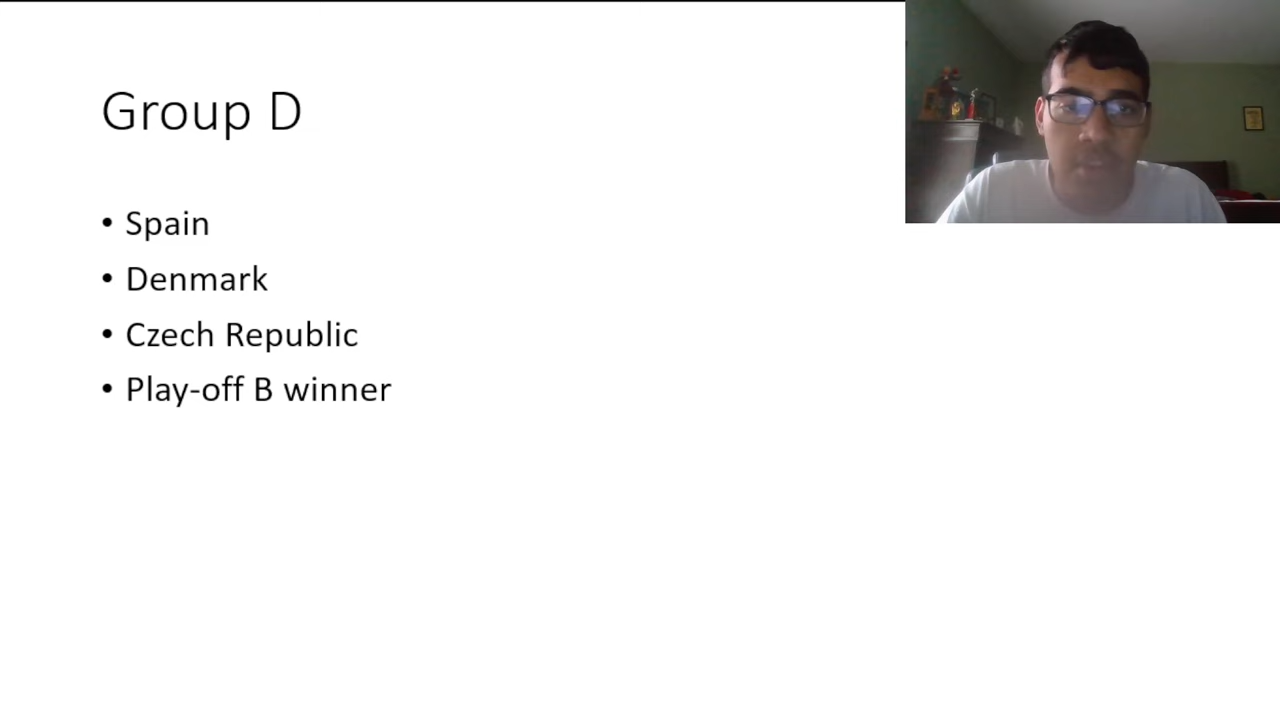 Group D
• Spain
• Denmark
• Czech Republic
• Play-off B winner